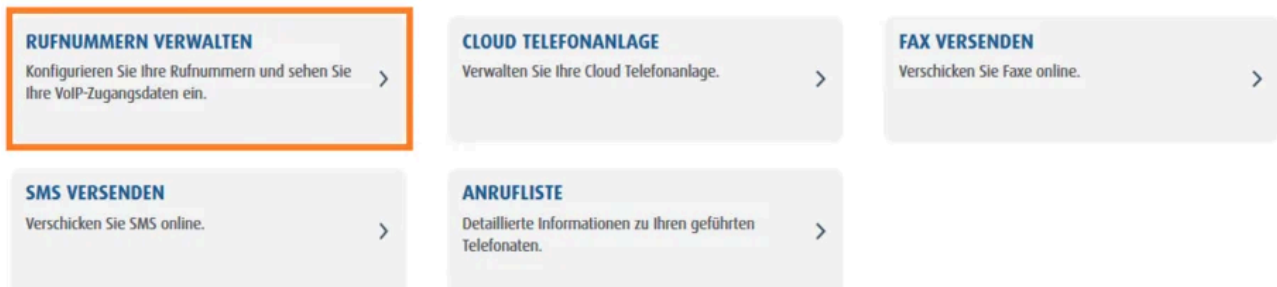 RUFNUMMERN VERWALTEN
Konfigurieren Sie Ihre Rufnummern und sehen Sie
Ihre VoIP-Zugangsdaten ein.
CLOUD TELEFONANLAGE
Verwalten Sie Ihre Cloud Telefonanlage.
FAX VERSENDEN
Verschicken Sie Faxe online.
SMS VERSENDEN
Verschicken Sie SMS online.
ANRUFLISTE
Detaillierte Informationen zu Ihren geführten
Telefonaten.